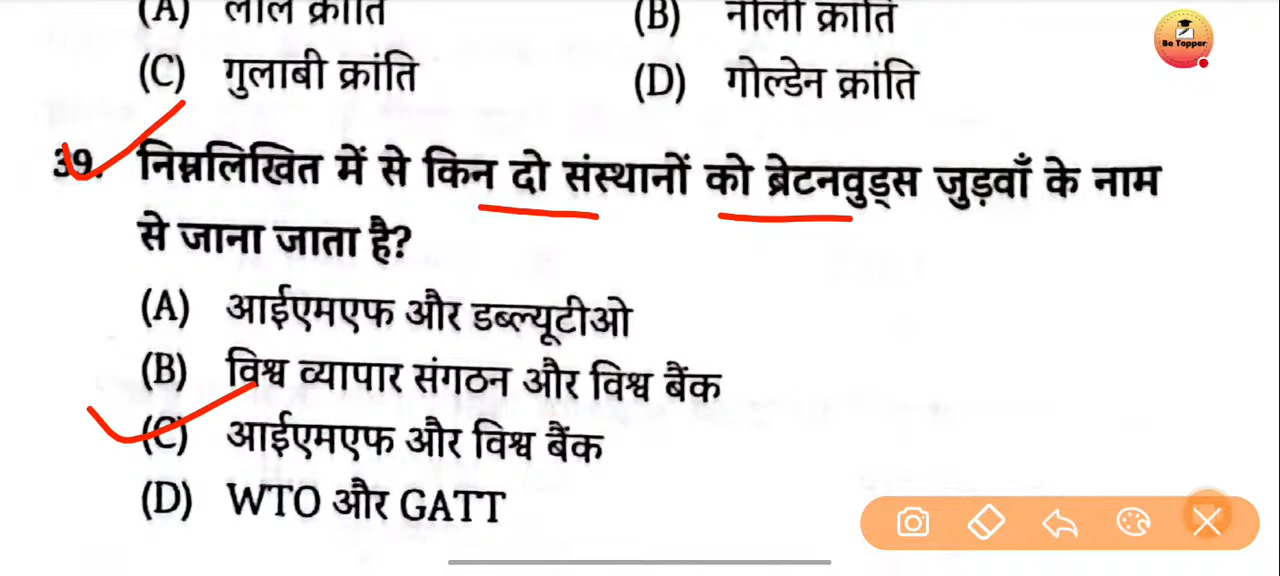 (A) लाल क्रांति (B) नीली क्रांति
Be Topper
(C) गुलाबी क्रांति (D) गोल्डेन क्रांति
39. निम्नलिखित में से किन दो संस्थानों को ब्रेटनवुड्स जुड़वाँ के नाम
से जाना जाता है?
(A) आईएमएफ और डब्ल्यूटीओ
(B) विश्व व्यापार संगठन और विश्व बैंक
(C) आईएमएफ और विश्व बैंक
(D) WTO और GATT